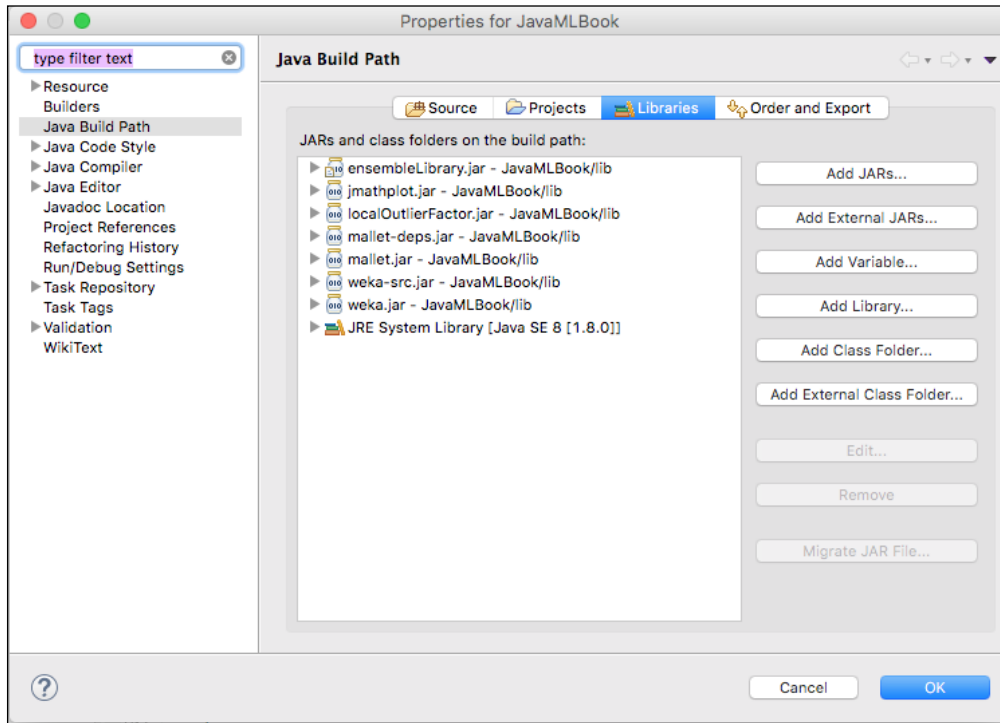 Properties for JavaMLBook
type filter text
Resource
Builders
Java Build Path
Java Code Style
Java Compiler
Java Editor
Javadoc Location
Project References
Refactoring History
Run/Debug Settings
Task Repository
Task Tags
Validation
WikiText
Java Build Path
Source Projects Libraries Order and Export
JARs and class folders on the build path:
ensembleLibrary.jar - JavaMLBook/lib
jmathplot.jar - JavaMLBook/lib
localOutlierFactor.jar - JavaMLBook/lib
mallet-deps.jar - JavaMLBook/lib
mallet.jar - JavaMLBook/lib
weka-src.jar - JavaMLBook/lib
weka.jar - JavaMLBook/lib
JRE System Library [Java SE 8 [1.8.0]]
Add JARs...
Add External JARs...
Add Variable...
Add Library...
Add Class Folder...
Add External Class Folder...
Edit...
Remove
Migrate JAR File...
?
Cancel OK